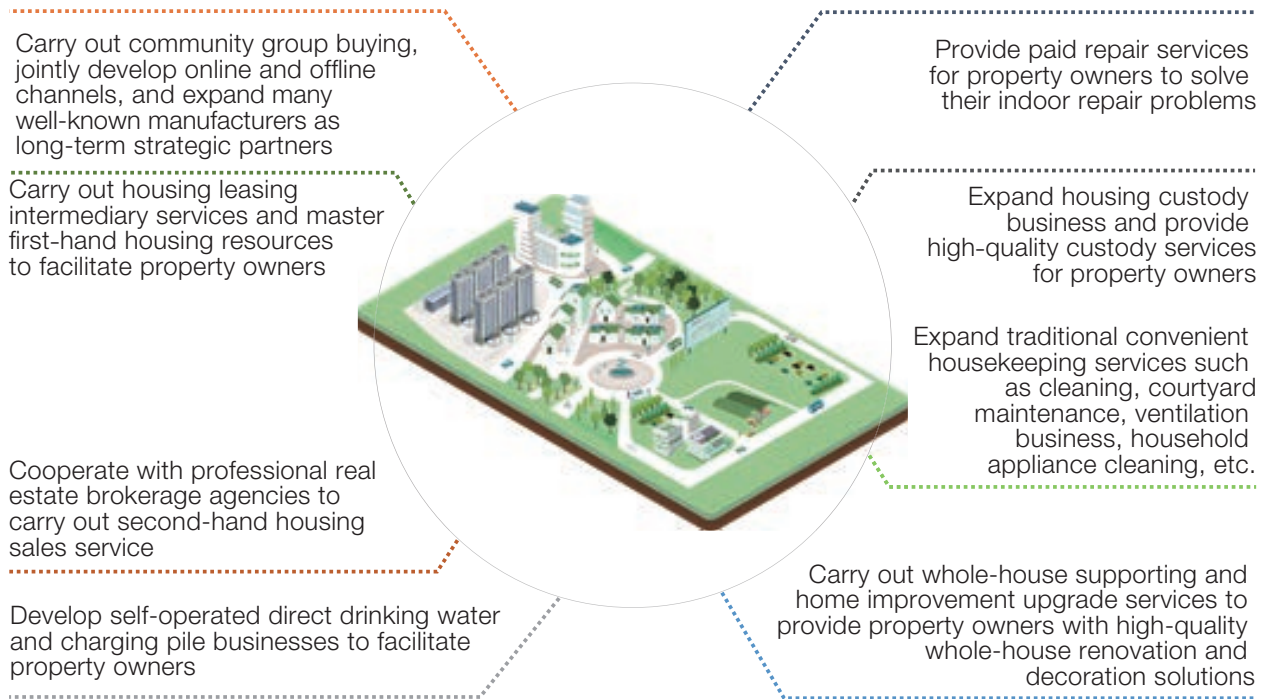 Carry out community group buying,
jointly develop online and offline
channels, and expand many
well-known manufacturers as
long-term strategic partners
Carry out housing leasing
intermediary services and master
first-hand housing resources
to facilitate property owners
Cooperate with professional real
estate brokerage agencies to
carry out second-hand housing
sales service
Develop self-operated direct drinking water
and charging pile businesses to facilitate
property owners
Provide paid repair services
for property owners to solve
their indoor repair problems
Expand housing custody
business and provide
high-quality custody services
for property owners
Expand traditional convenient
housekeeping services such
as cleaning, courtyard
maintenance, ventilation
business, household
appliance cleaning, etc.
Carry out whole-house supporting and
home improvement upgrade services to
provide property owners with high-quality
whole-house renovation and
decoration solutions